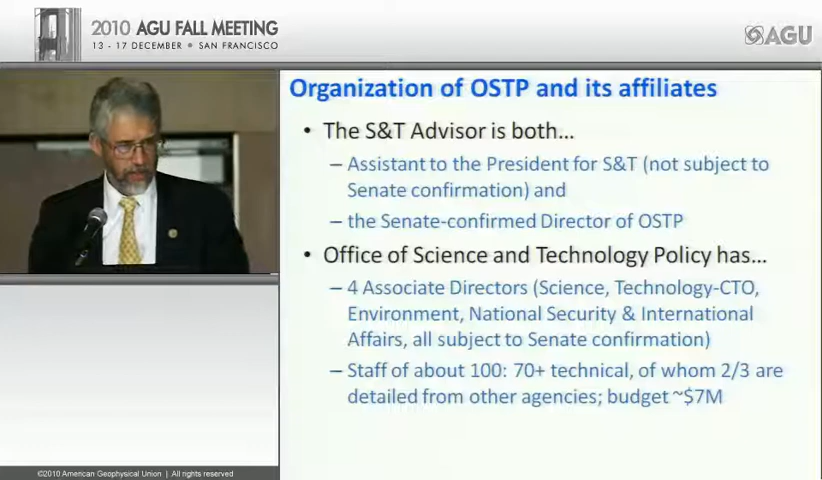 2010 AGU FALL MEETING
13 - 17 DECEMBER • SAN FRANCISCO
AGU
Organization of OSTP and its affiliates
• The S&T Advisor is both…
– Assistant to the President for S&T (not subject to
Senate confirmation) and
– the Senate-confirmed Director of OSTP
• Office of Science and Technology Policy has…
– 4 Associate Directors (Science, Technology-CTO,
Environment, National Security & International
Affairs, all subject to Senate confirmation)
– Staff of about 100: 70+ technical, of whom 2/3 are
detailed from other agencies; budget ~$7M
©2010 American Geophysical Union | All rights reserved